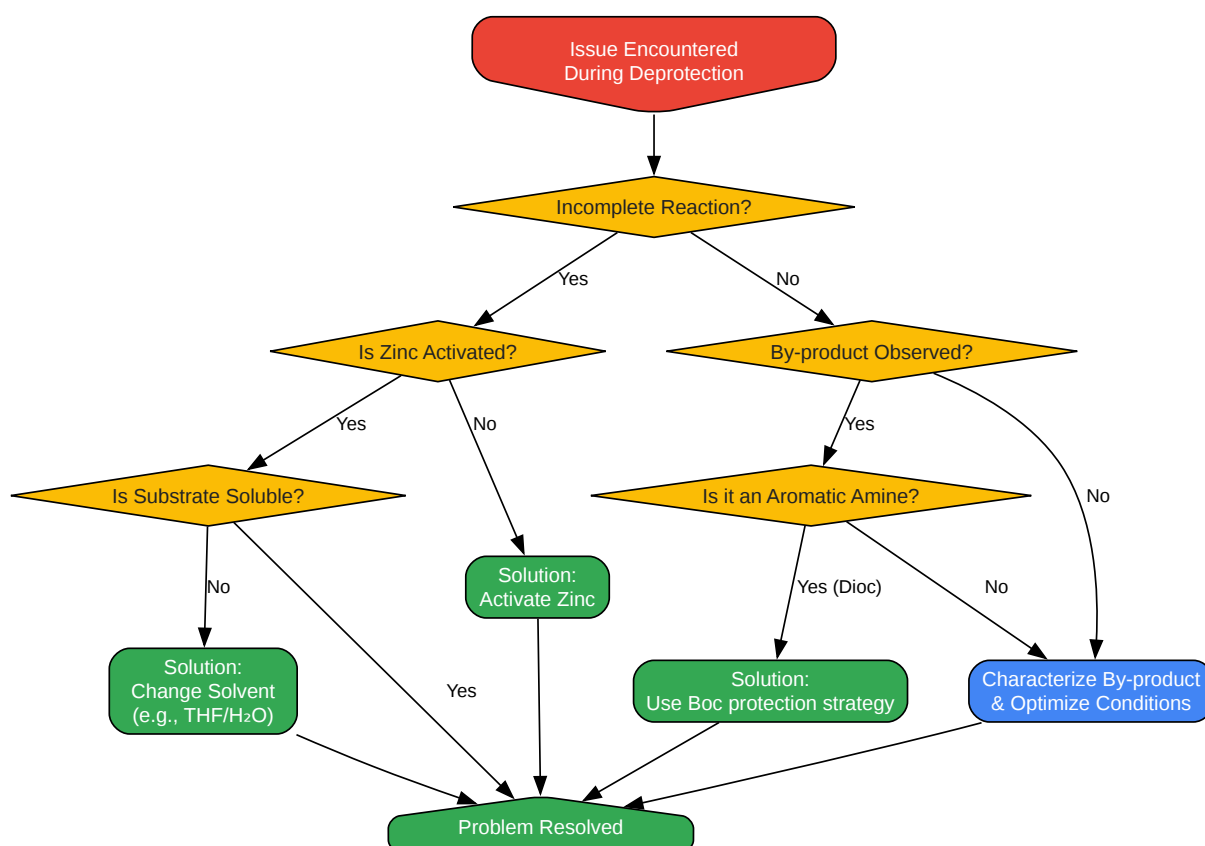 Issue Encountered
During Deprotection
Incomplete Reaction?
Yes
No
Is Zinc Activated?
By-product Observed?
Yes
No
Yes
Is Substrate Soluble?
Is it an Aromatic Amine?
No
No
Yes (Dioc)
No
Solution:
Activate Zinc
Solution:
Change Solvent
(e.g., THF/H₂O)
Yes
Solution:
Use Boc protection strategy
Characterize By-product
& Optimize Conditions
Problem Resolved